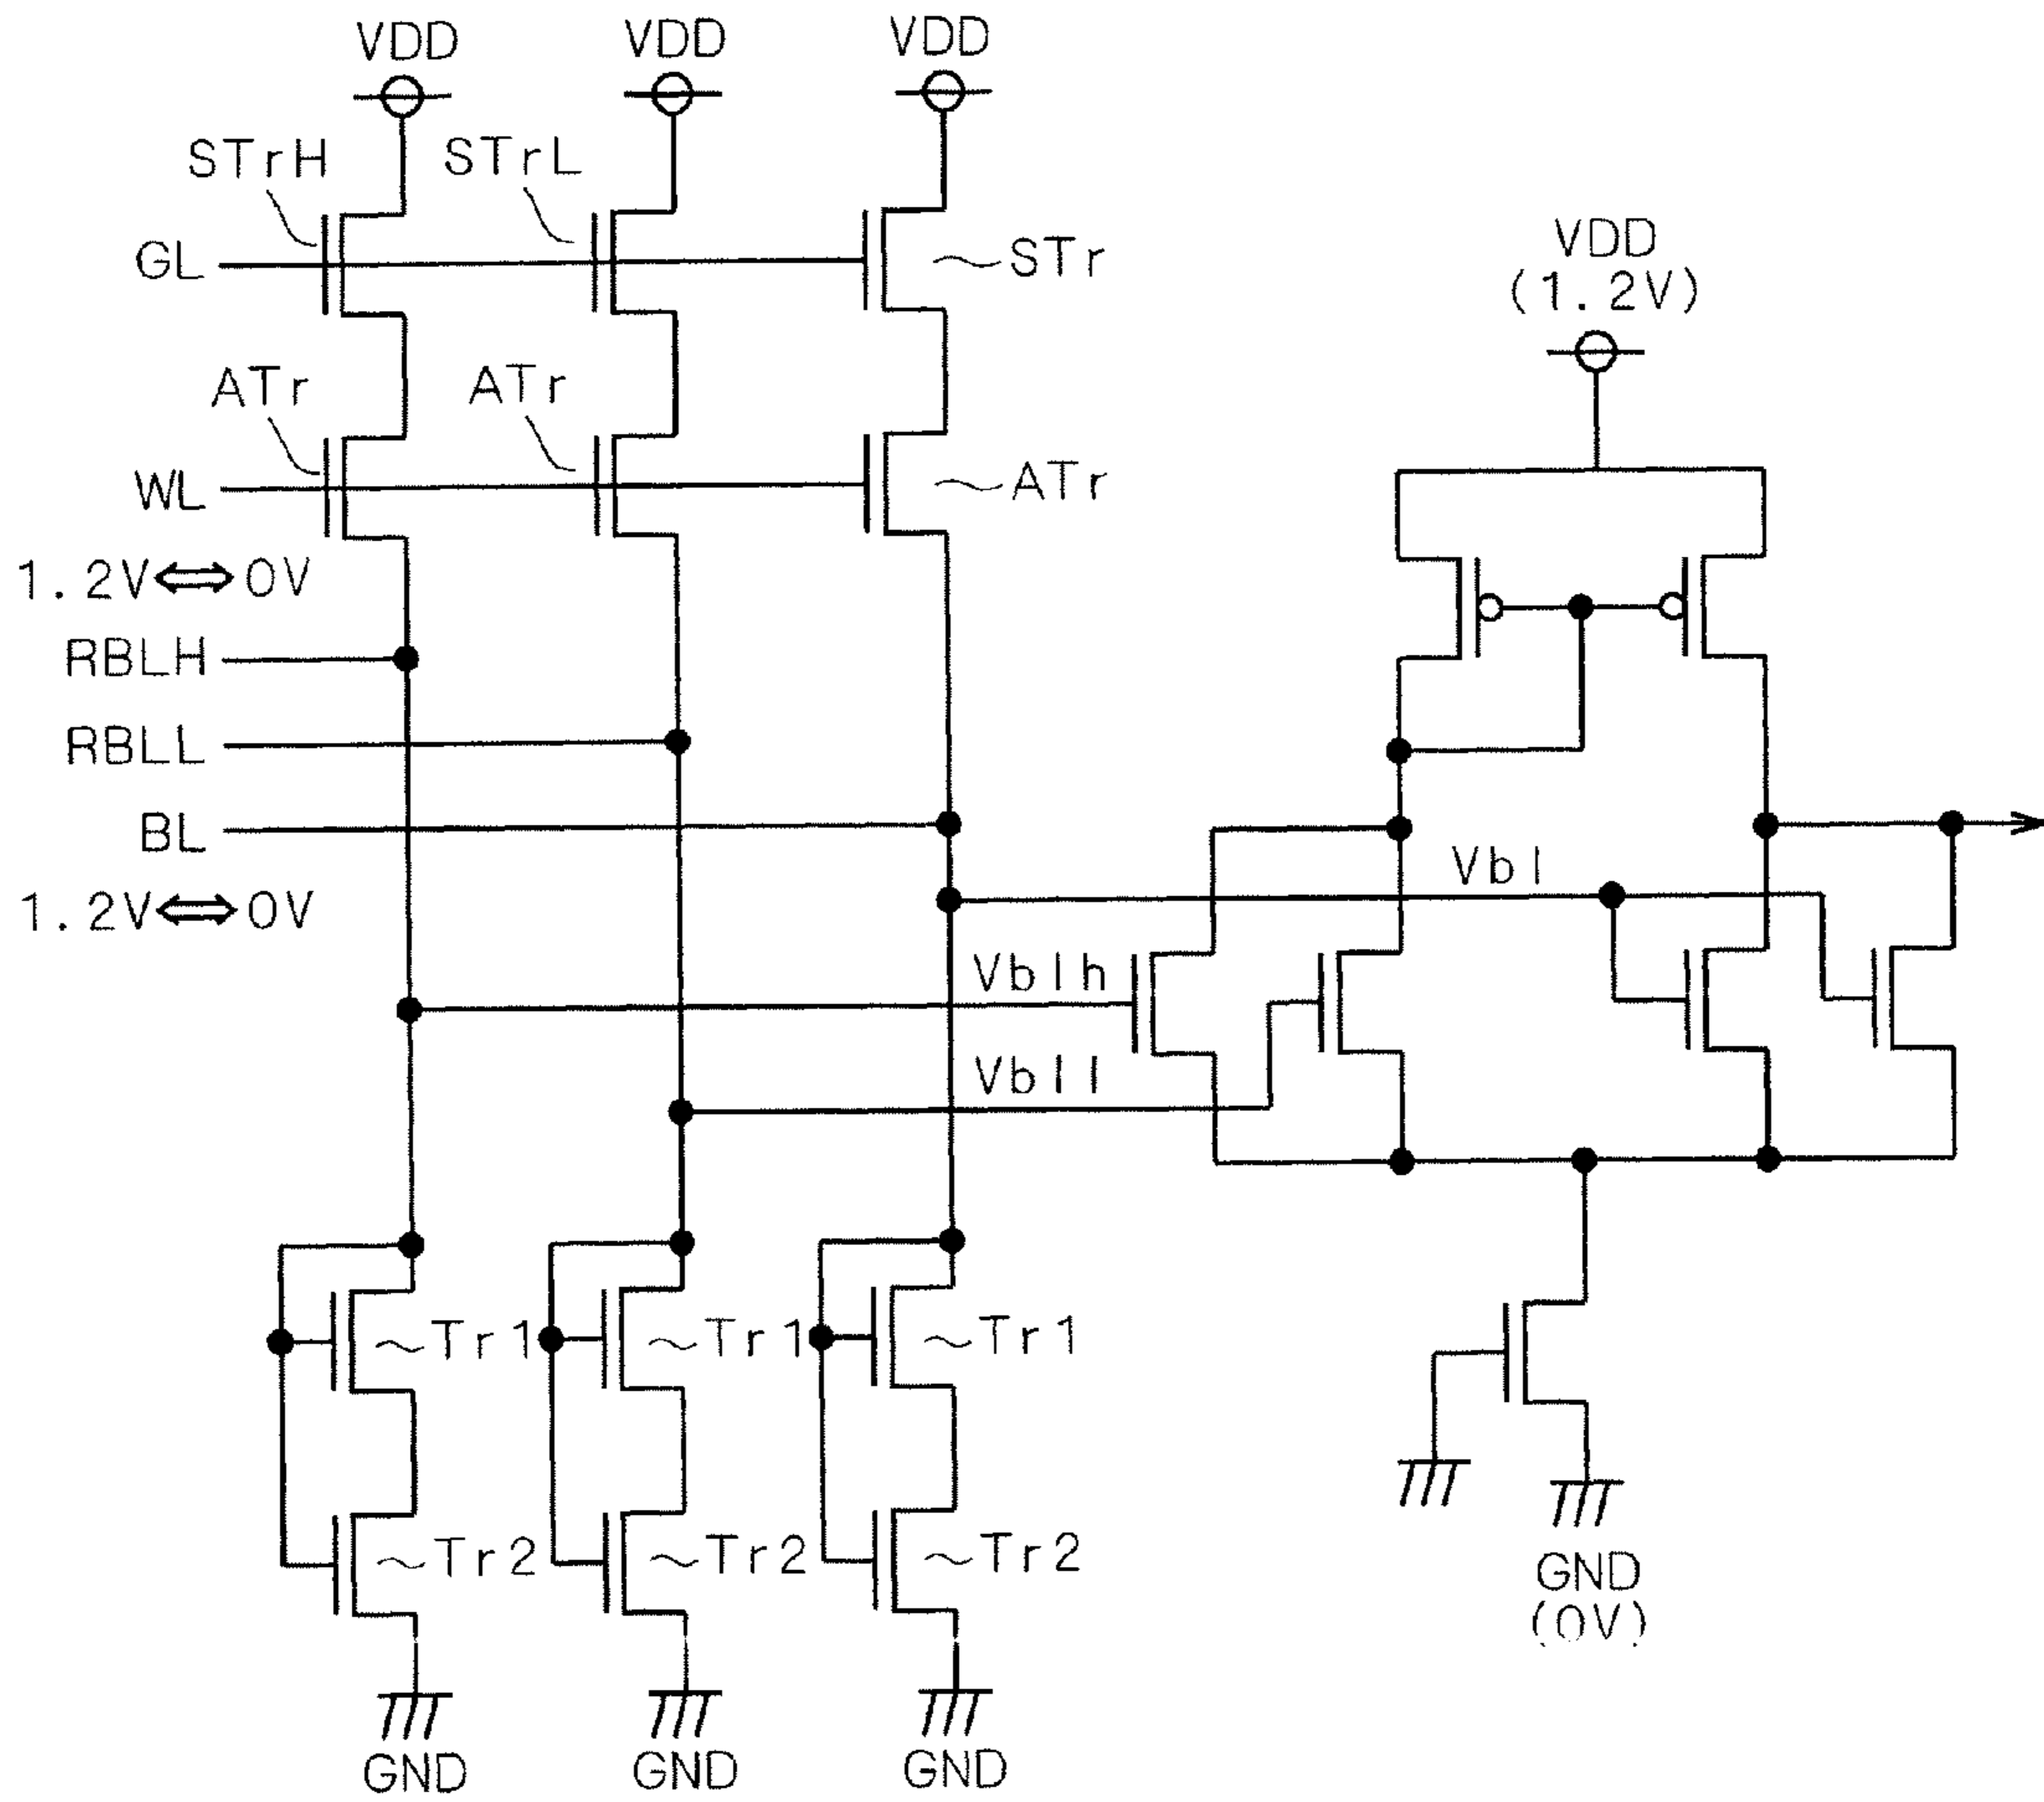 VDD
VDD
VDD
STrH
STrL
GL
STr
VDD
(1.2V)
ATr
ATr
WL
ATr
1.2V⇔0V
RBLH
RBLL
BL
Vbl
1.2V⇔0V
Vblh
Vbll
Tr1
Tr1
Tr1
Tr2
Tr2
Tr2
GND
(0V)
GND
GND
GND